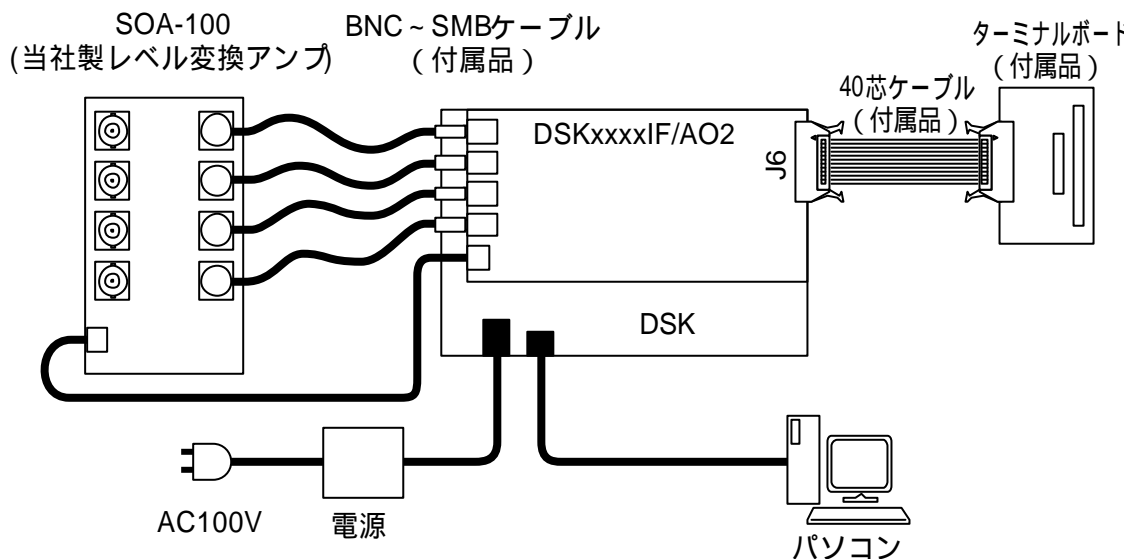 SOA-100
(当社製レベル変換アンプ)
BNC~SMBケーブル
(付属品)
ターミナルボード
(付属品)
40芯ケーブル
(付属品)
DSKxxxxIF/AO2
J6
DSK
AC100V
電源
パソコン